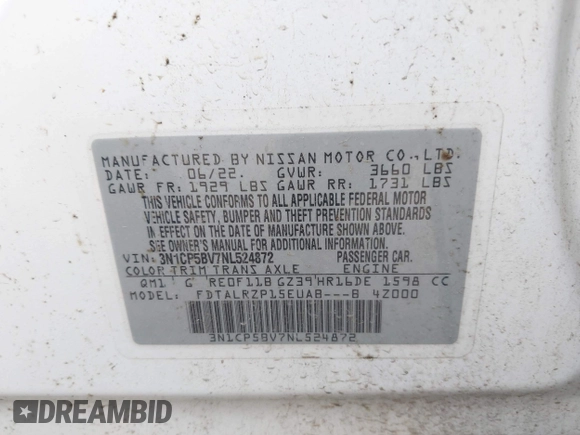 MANUFACTURED BY NISSAN MOTOR CO.,LTD.
DATE: 06/22. GVWR: 3660 LBS
GAWR FR: 1929 LBS GAWR RR: 1731 LBS
THIS VEHICLE CONFORMS TO ALL APPLICABLE FEDERAL MOTOR
VEHICLE SAFETY, BUMPER AND THEFT PREVENTION STANDARDS
IN EFFECT ON THE DATE OF MANUFACTURE SHOWN ABOVE.
SEE OWNER'S MANUAL FOR ADDITIONAL INFORMATION.
VIN: 3N1CP5BV7NL524872 PASSENGER CAR.
COLOR TRIM TRANS AXLE ENGINE
QM1 G RE0F11B GZ39 HR16DE 1598 CC
MODEL: FDTALRZP15EUAB---B 4Z000
3N1CP5BV7NL524872
DREAMBID